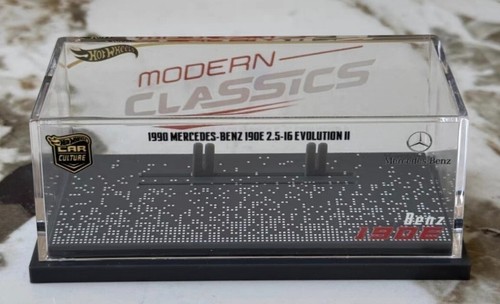 HOT WHEELS
MODERN
CLASSICS
1990 MERCEDES-BENZ 190E 2.5-16 EVOLUTION II
CAR
CULTURE
Mercedes-Benz
Benz
190E